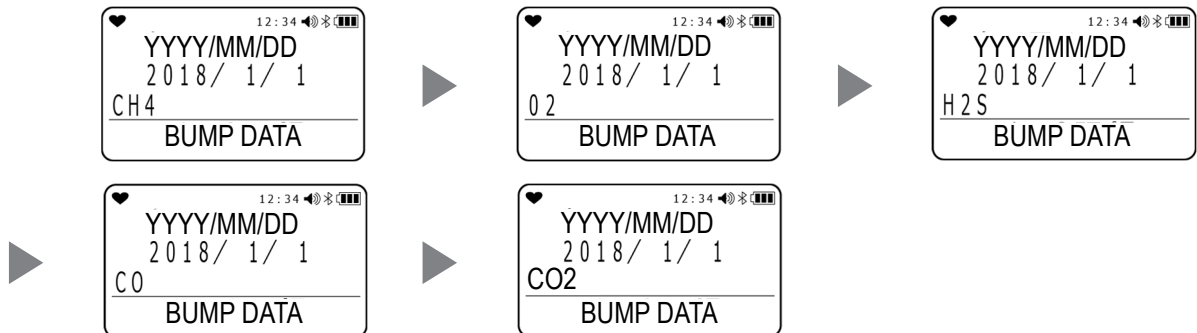 12:34
YYYY/MM/DD
2018/ 1/ 1
CH4
BUMP DATA
12:34
YYYY/MM/DD
2018/ 1/ 1
O2
BUMP DATA
12:34
YYYY/MM/DD
2018/ 1/ 1
H2S
BUMP DATA
12:34
YYYY/MM/DD
2018/ 1/ 1
CO
BUMP DATA
12:34
YYYY/MM/DD
2018/ 1/ 1
CO2
BUMP DATA